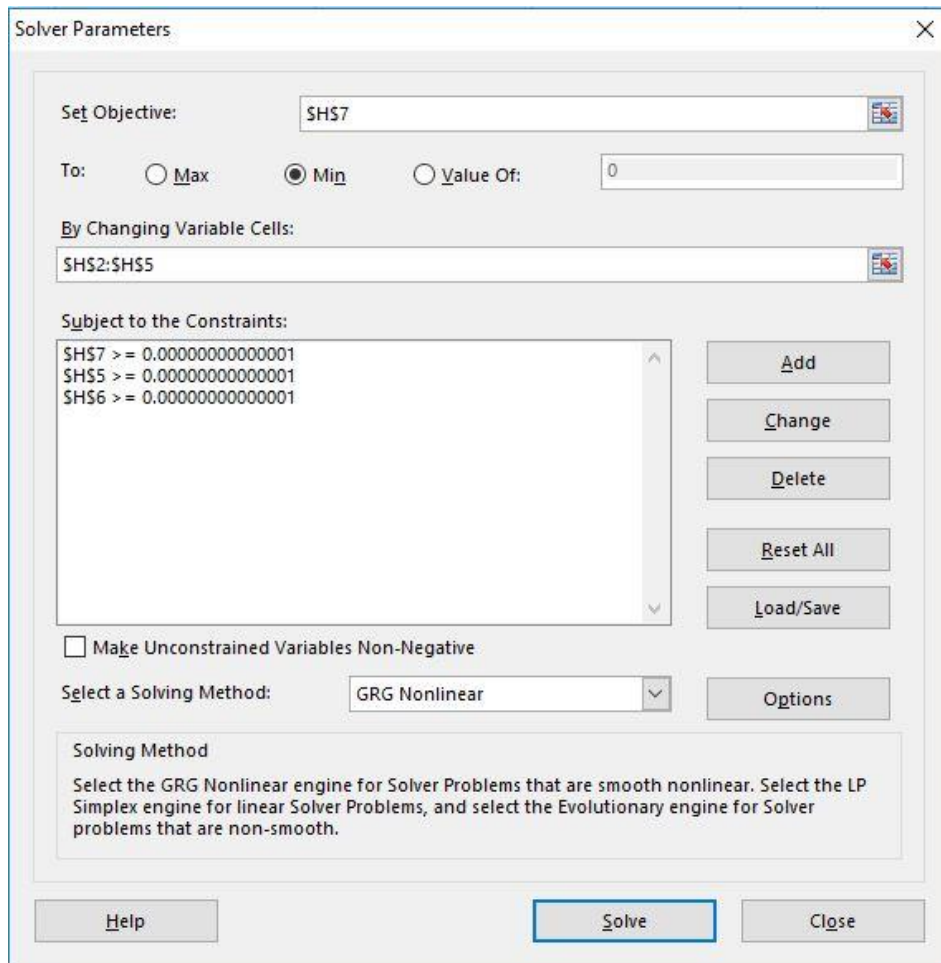 Solver Parameters
Set Objective:
$H$7
To:
Max
Min
Value Of:
0
By Changing Variable Cells:
$H$2:$H$5
Subject to the Constraints:
$H$7 >= 0.00000000000001
$H$5 >= 0.00000000000001
$H$6 >= 0.00000000000001
Add
Change
Delete
Reset All
Load/Save
Make Unconstrained Variables Non-Negative
Select a Solving Method:
GRG Nonlinear
Options
Solving Method
Select the GRG Nonlinear engine for Solver Problems that are smooth nonlinear. Select the LP
Simplex engine for linear Solver Problems, and select the Evolutionary engine for Solver
problems that are non-smooth.
Help
Solve
Close